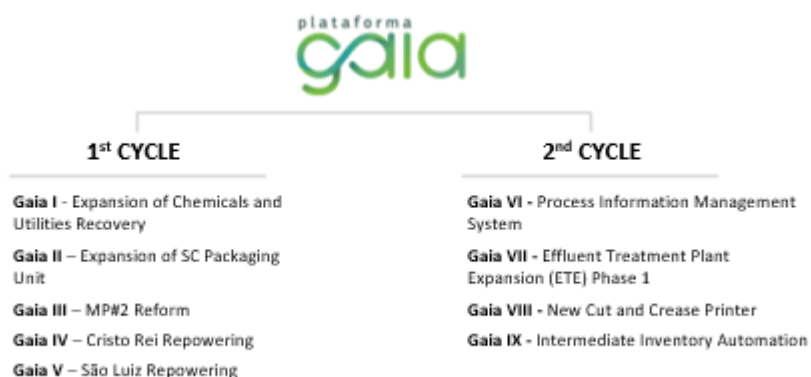 plataforma
gaia
1st CYCLE
Gaia I - Expansion of Chemicals and
Utilities Recovery
Gaia II – Expansion of SC Packaging
Unit
Gaia III – MP#2 Reform
Gaia IV – Cristo Rei Repowering
Gaia V – São Luiz Repowering
2nd CYCLE
Gaia VI - Process Information Management
System
Gaia VII - Effluent Treatment Plant
Expansion (ETE) Phase 1
Gaia VIII - New Cut and Crease Printer
Gaia IX - Intermediate Inventory Automation